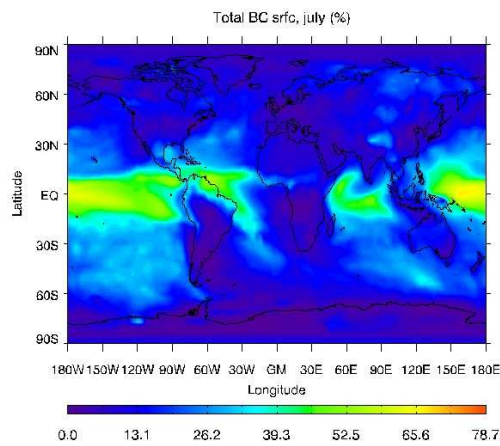 Total BC srfc, july (%)
90N
60N
30N
EQ
30S
60S
90S
Latitude
180W 150W 120W 90W 60W 30W GM 30E 60E 90E 120E 150E 180E
Longitude
0.0 13.1 26.2 39.3 52.5 65.6 78.7